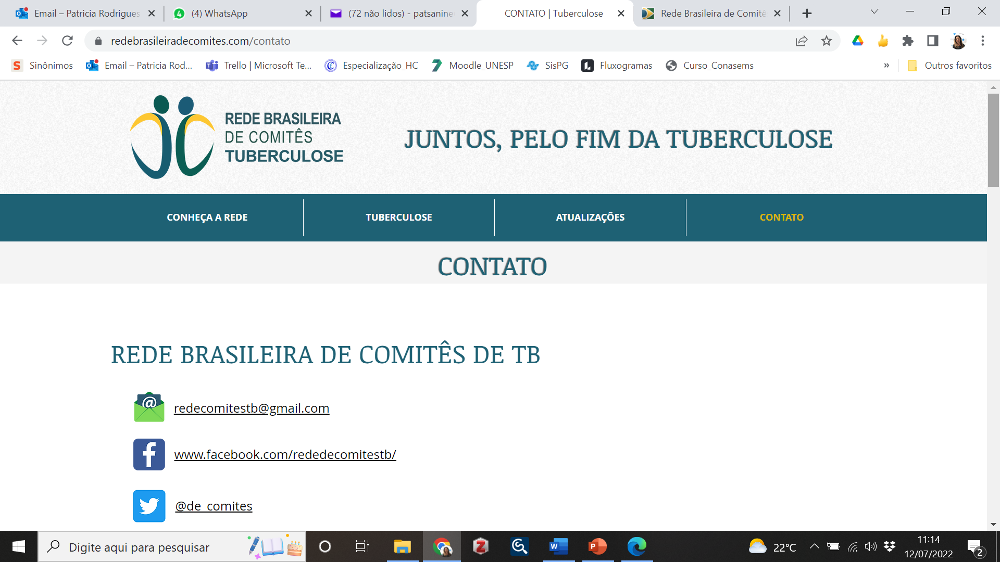 Email – Patricia Rodrigues
(4) WhatsApp
(72 não lidos) - patsanine
CONTATO | Tuberculose
Rede Brasileira de Comitê
redebrasileiradecomites.com/contato
Sinônimos
Email – Patricia Rod...
Trello | Microsoft Te...
Especialização_HC
Moodle_UNESP
SisPG
Fluxogramas
Curso_Conasems
»
Outros favoritos
REDE BRASILEIRA
DE COMITÊS
TUBERCULOSE
JUNTOS, PELO FIM DA TUBERCULOSE
CONHEÇA A REDE
TUBERCULOSE
ATUALIZAÇÕES
CONTATO
CONTATO
REDE BRASILEIRA DE COMITÊS DE TB
redecomitestb@gmail.com
www.facebook.com/rededecomitestb/
@de_comites
Digite aqui para pesquisar
22°C
11:14
12/07/2022
2